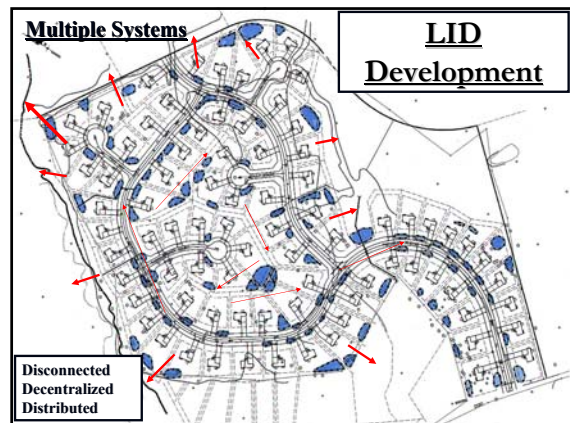 Multiple Systems
LID
Development
Disconnected
Decentralized
Distributed